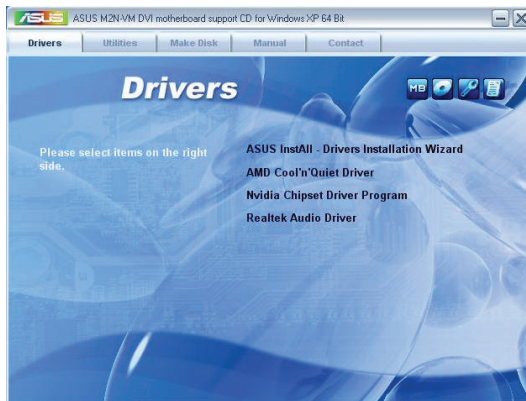 ASUS ASUS M2N-VM DVI motherboard support CD for Windows XP 64 Bit
Drivers Utilities Make Disk Manual Contact
Drivers
MB
Please select items on the right
side.
ASUS InstAll - Drivers Installation Wizard
AMD Cool'n'Quiet Driver
Nvidia Chipset Driver Program
Realtek Audio Driver